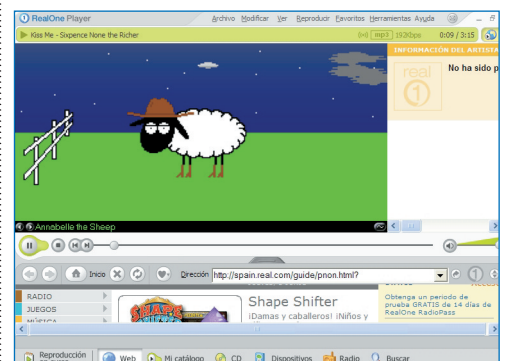 RealOne Player
Archivo Modificar Ver Reproducir Favoritos Herramientas Ayuda
Kiss Me - Sixpence None the Richer
mp3 192Kbps 0:09 / 3:15
INFORMACIÓN DEL ARTISTA
real
No ha sido p
Annabelle the Sheep
Inicio
Dirección http://spain.real.com/guide/pnon.html?
RADIO
JUEGOS
MÚSICA
SHAPE
Shape Shifter
¡Damas y caballeros! ¡Niños y
Obtenga un periodo de
prueba GRATIS de 14 días de
RealOne RadioPass
Reproducción
Web
Mi catálogo
CD
Dispositivos
Radio
Buscar